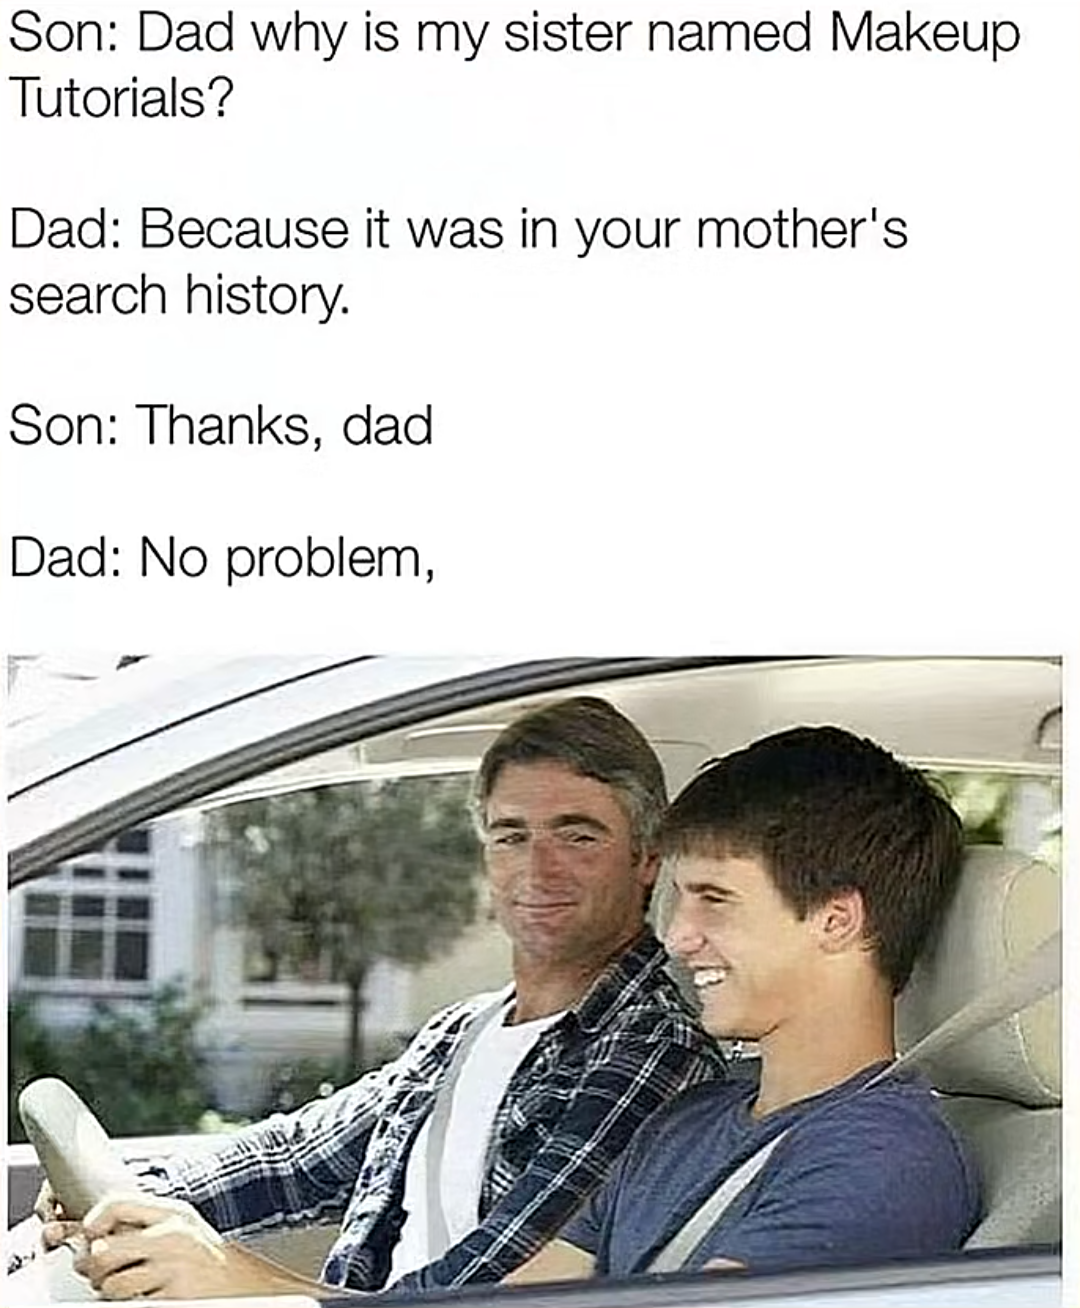 Son: Dad why is my sister named Makeup
Tutorials?
Dad: Because it was in your mother's
search history.
Son: Thanks, dad
Dad: No problem,